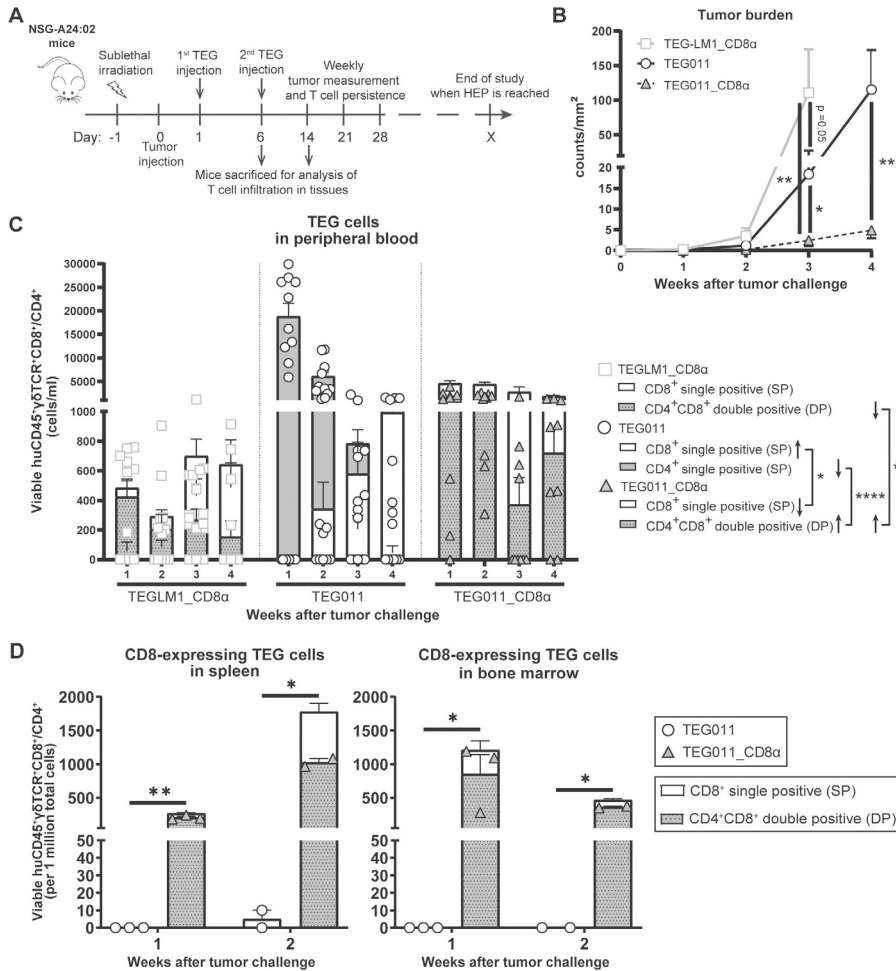 A
NSG-A24:02
mice
Sublethal
irradiation
1st TEG
injection
2nd TEG
injection
Weekly
tumor measurement
and T cell persistence
End of study
when HEP is reached
Day: -1 0 1 6 14 21 28 X
Tumor
injection
Mice sacrificed for analysis of
T cell infiltration in tissues
B
Tumor burden
TEG-LM1_CD8α
TEG011
TEG011_CD8α
counts/mm²
200
150
100
50
20
15
10
5
0
p =0.05
**
*
**
0 1 2 3 4
Weeks after tumor challenge
C
TEG cells
in peripheral blood
Viable huCD45⁺γδTCR⁺CD8⁺/CD4⁺
(cells/ml)
30000
25000
20000
15000
10000
5000
1000
800
600
400
200
0
1 2 3 4 1 2 3 4 1 2 3 4
TEGLM1_CD8α TEG011 TEG011_CD8α
Weeks after tumor challenge
TEGLM1_CD8α
CD8⁺ single positive (SP)
CD4⁺CD8⁺ double positive (DP)
TEG011
CD8⁺ single positive (SP)
CD4⁺ single positive (SP)
TEG011_CD8α
CD8⁺ single positive (SP)
CD4⁺CD8⁺ double positive (DP)
*
****
*
D
CD8-expressing TEG cells
in spleen
Viable huCD45⁺γδTCR⁺CD8⁺/CD4⁺
(per 1 million total cells)
2000
1500
1000
500
50
40
30
20
10
0
**
*
1 2
Weeks after tumor challenge
CD8-expressing TEG cells
in bone marrow
2000
1500
1000
500
50
40
30
20
10
0
*
*
1 2
Weeks after tumor challenge
TEG011
TEG011_CD8α
CD8⁺ single positive (SP)
CD4⁺CD8⁺ double positive (DP)